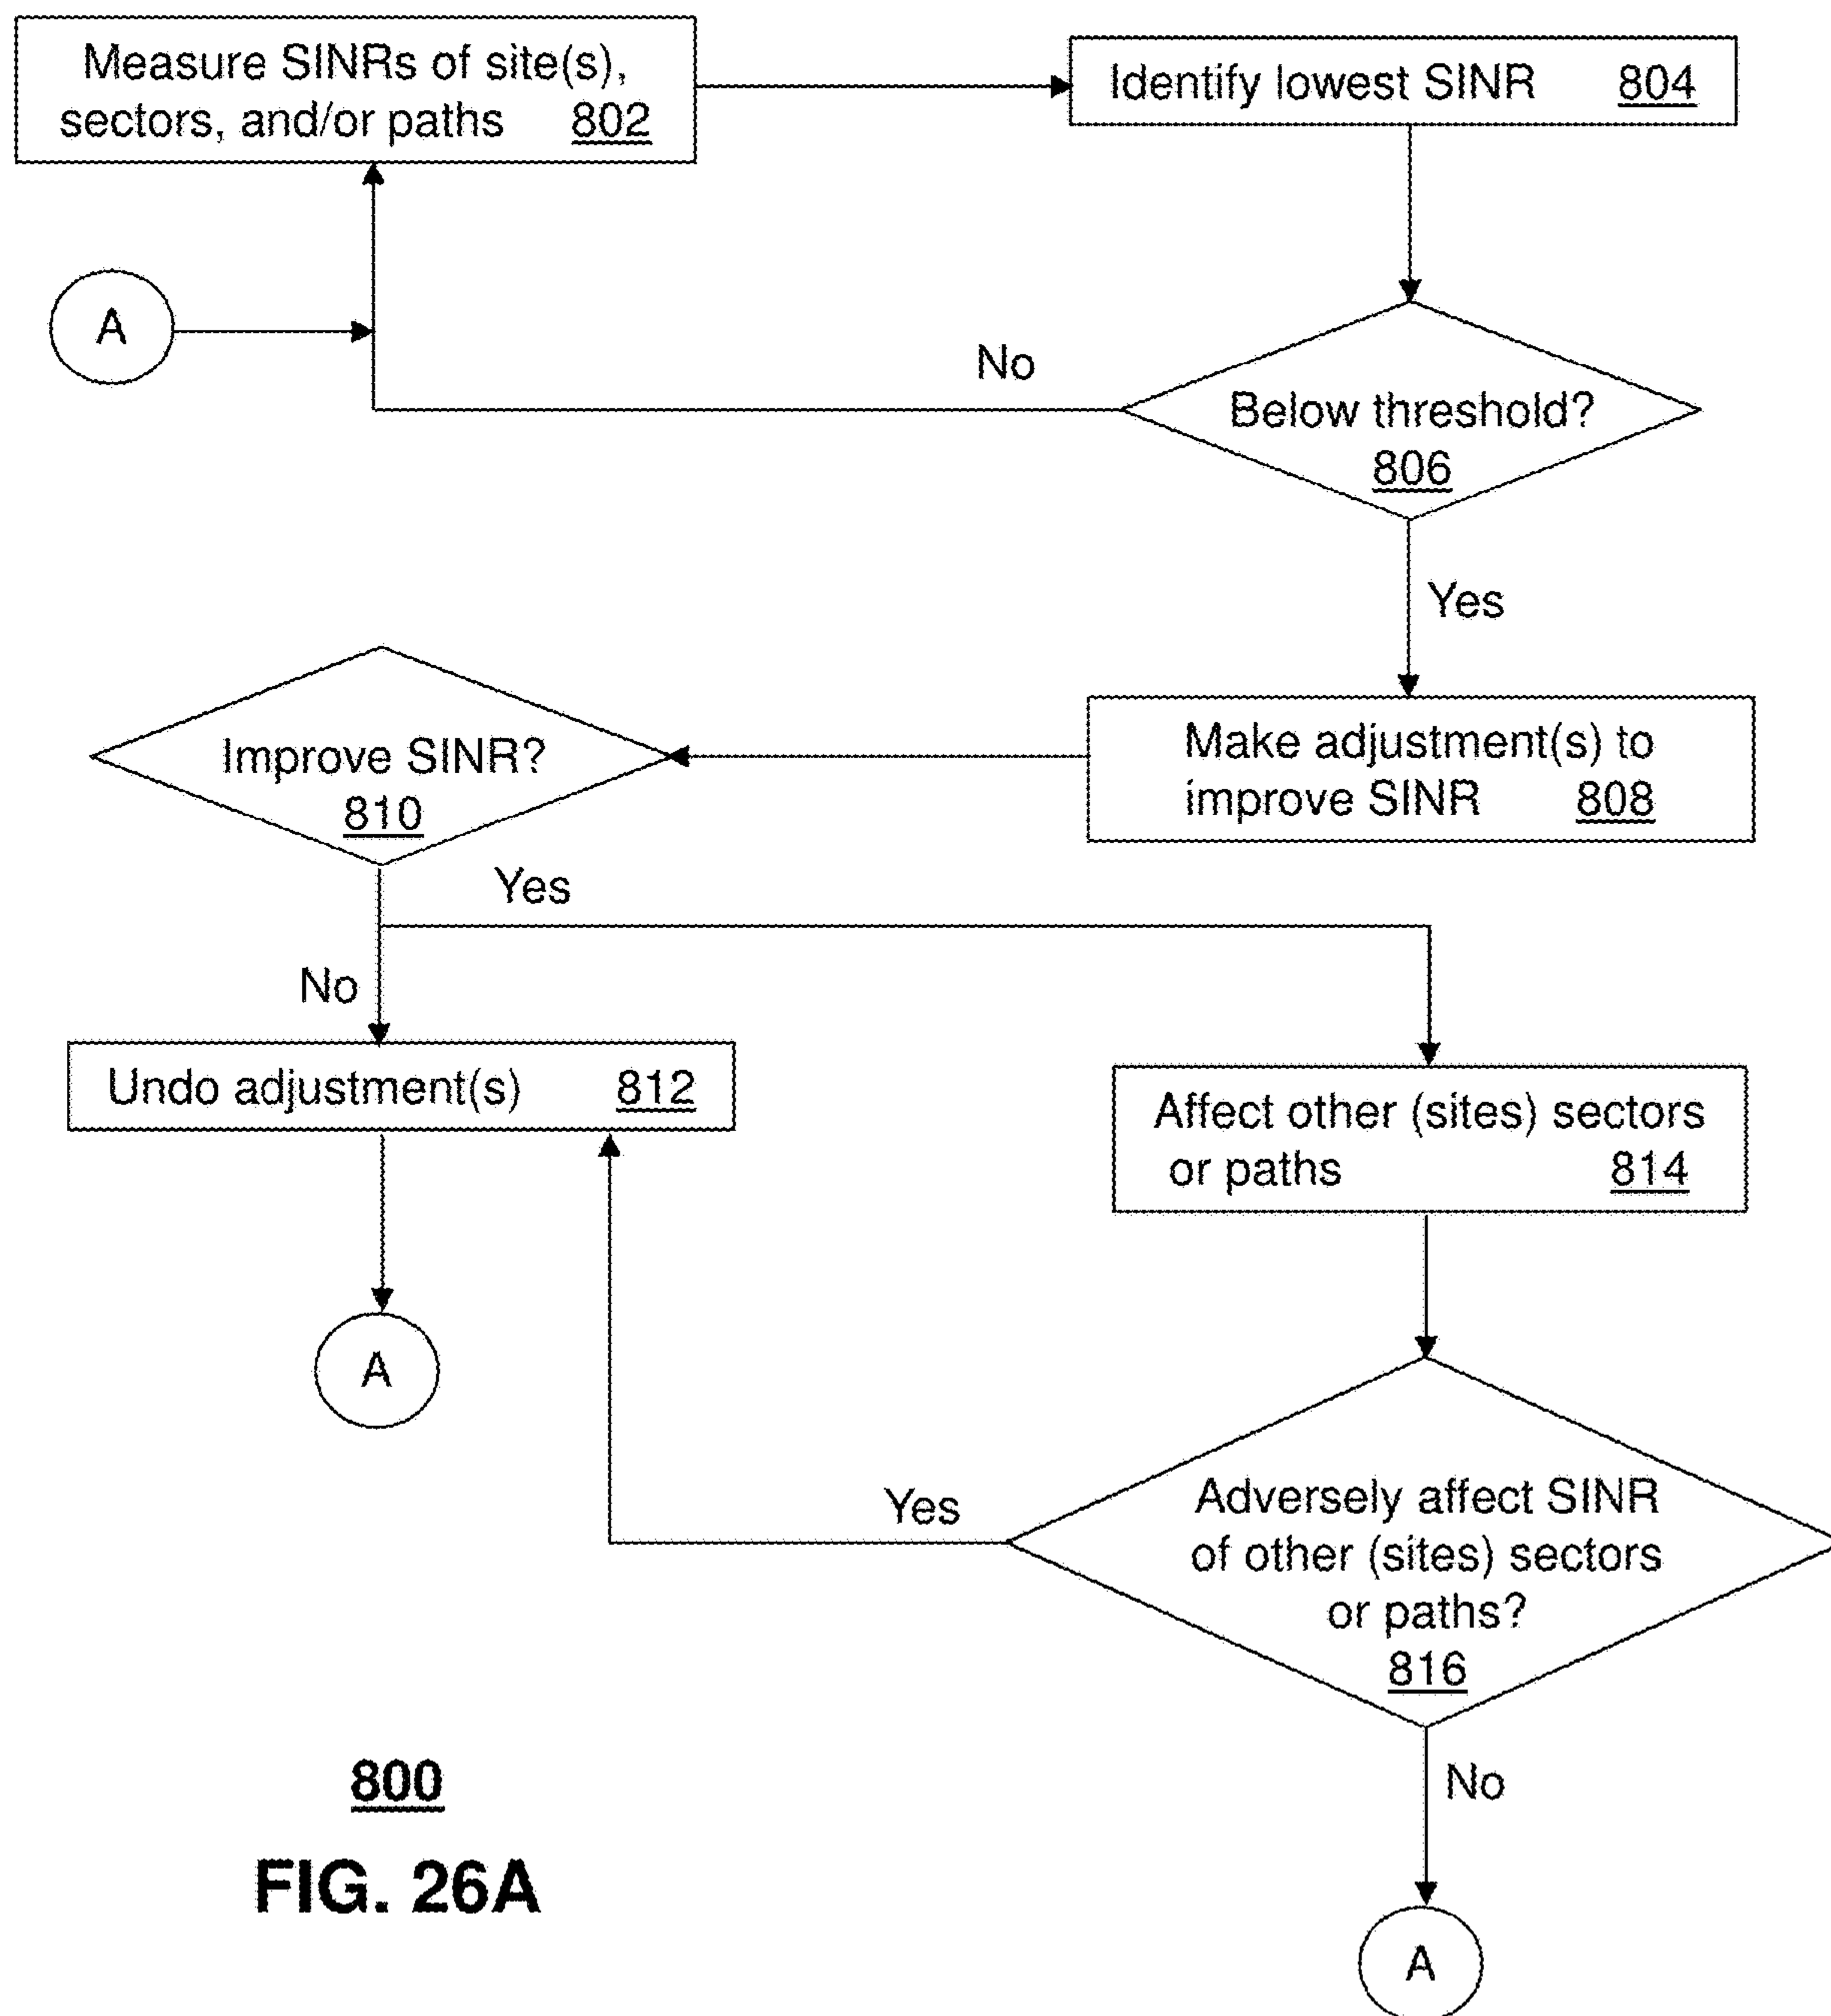 Measure SINRs of site(s),
sectors, and/or paths 802
Identify lowest SINR 804
A
No
Below threshold?
806
Yes
Improve SINR?
810
Make adjustment(s) to
improve SINR 808
Yes
No
Undo adjustment(s) 812
Affect other (sites) sectors
or paths 814
A
Yes
Adversely affect SINR
of other (sites) sectors
or paths?
816
No
800
FIG. 26A
A